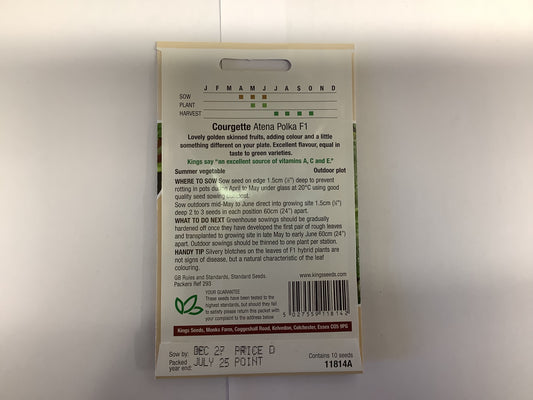 J F M A M J J A S O N D
SOW
PLANT
HARVEST
Courgette Atena Polka F1
Lovely golden skinned fruits, adding colour and a little
something different on your plate. Excellent flavour, equal in
taste to green varieties.
Kings say "an excellent source of vitamins A, C and E."
Summer vegetable Outdoor plot
WHERE TO SOW Sow seed on edge 1.5cm (½") deep to prevent
rotting in pots during April to May under glass at 20°C using good
quality seed sowing compost.
Sow outdoors mid-May to June direct into growing site 1.5cm (½")
deep 2 to 3 seeds in each position 60cm (24") apart.
WHAT TO DO NEXT Greenhouse sowings should be gradually
hardened off once they have developed the first pair of rough leaves
and transplanted to growing site in late May to early June 60cm (24")
apart. Outdoor sowings should be thinned to one plant per station.
HANDY TIP Silvery blotches on the leaves of F1 hybrid plants are
not signs of disease, but a natural characteristic of the leaf
colouring.
GB Rules and Standards, Standard Seeds.
Packers Ref 293
www.kingsseeds.com
YOUR GUARANTEE
These seeds have been tested to the
highest standards, but should they fail
to satisfy please return this packet with
your complaint to the address below
5 027559 118142
Kings Seeds, Monks Farm, Coggeshall Road, Kelvedon, Colchester, Essex CO5 9PG
Sow by: DEC 27 PRICE D
Packed
year end: JULY 25 POINT
Contains 10 seeds
11814A